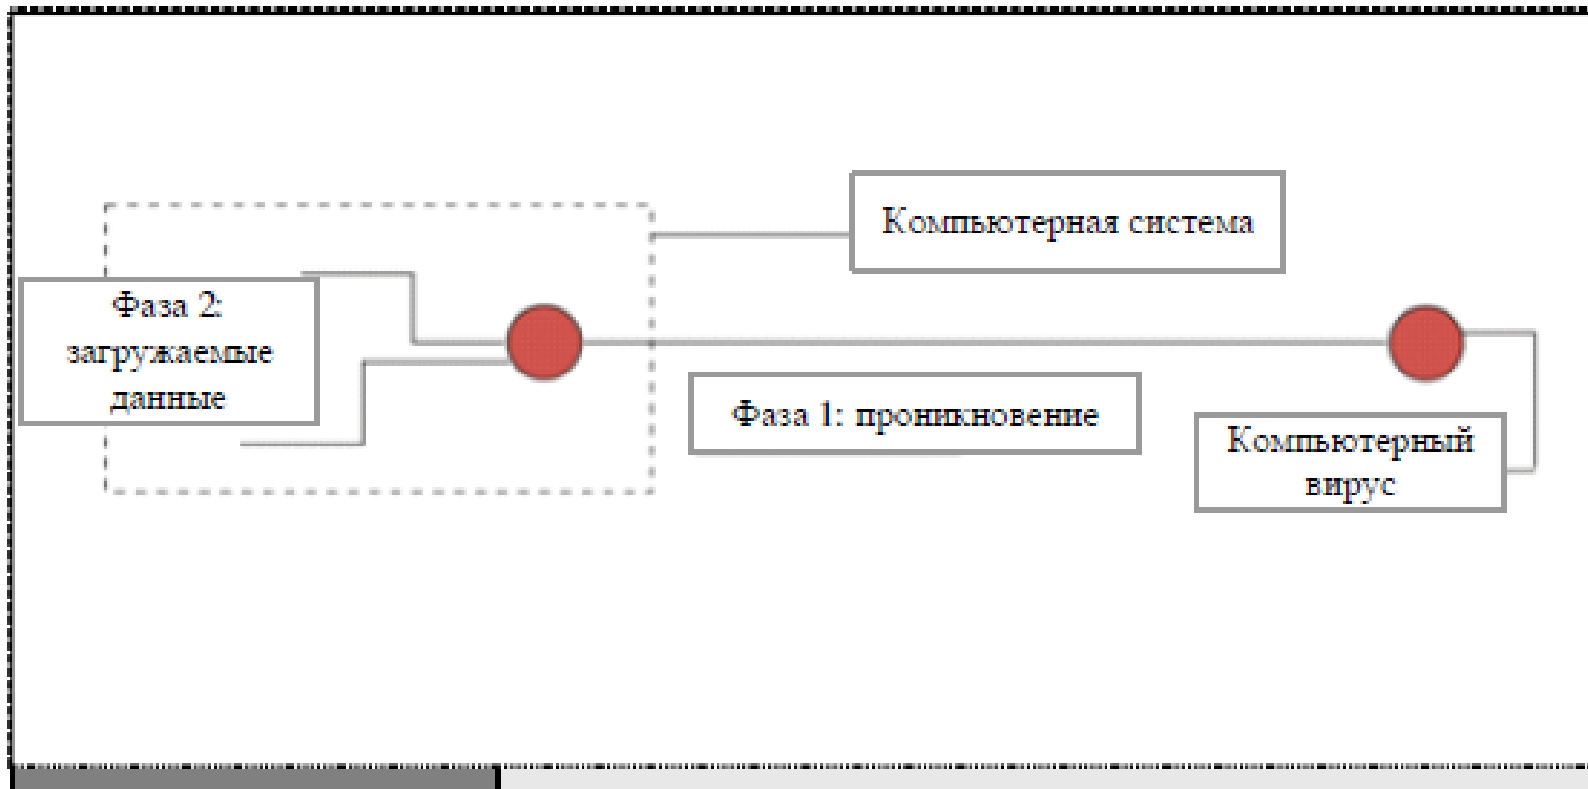 Компьютерная система
Фаза 2:
загружаемые
данные
Фаза 1: проникновение
Компьютерный
вирус